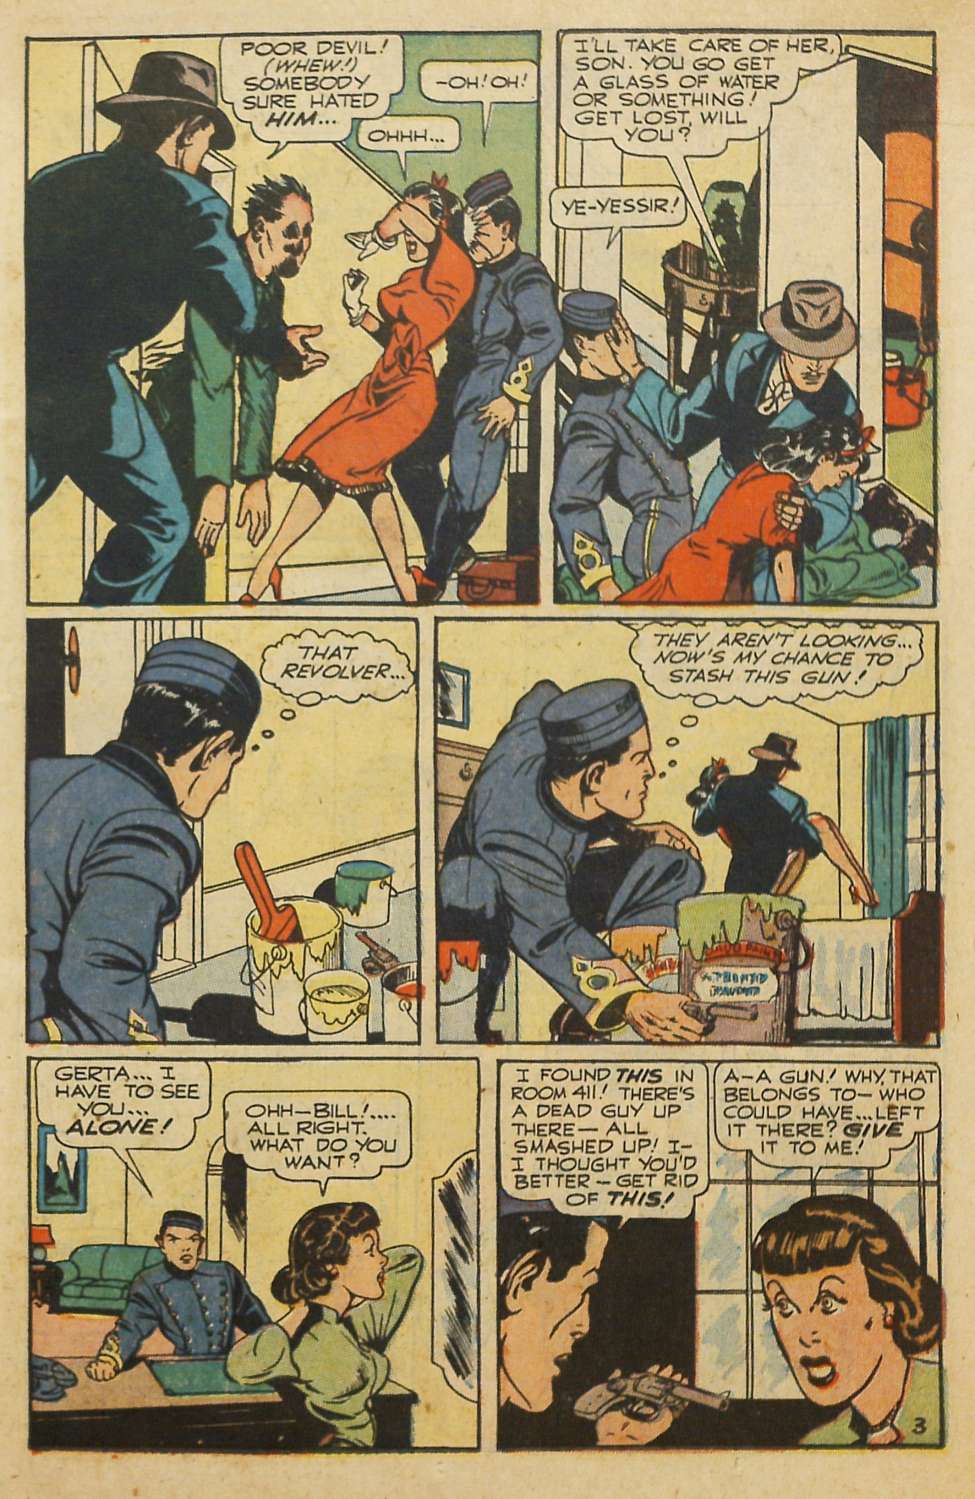 POOR DEVIL!
(WHEW!)
SOMEBODY
SURE HATED
HIM...
OHHH...
-OH! OH!
I'LL TAKE CARE OF HER,
SON. YOU GO GET
A GLASS OF WATER
OR SOMETHING!
GET LOST, WILL
YOU?
YE-YESSIR!
THAT
REVOLVER...
THEY AREN'T LOOKING...
NOW'S MY CHANCE TO
STASH THIS GUN!
GERTA... I
HAVE TO SEE
YOU...
ALONE!
OHH-BILL!....
ALL RIGHT.
WHAT DO YOU
WANT?
I FOUND THIS IN
ROOM 411! THERE'S
A DEAD GUY UP
THERE - ALL
SMASHED UP! I-
I THOUGHT YOU'D
BETTER - GET RID
OF THIS!
A-A GUN! WHY, THAT
BELONGS TO- WHO
COULD HAVE...LEFT
IT THERE? GIVE
IT TO ME!
3